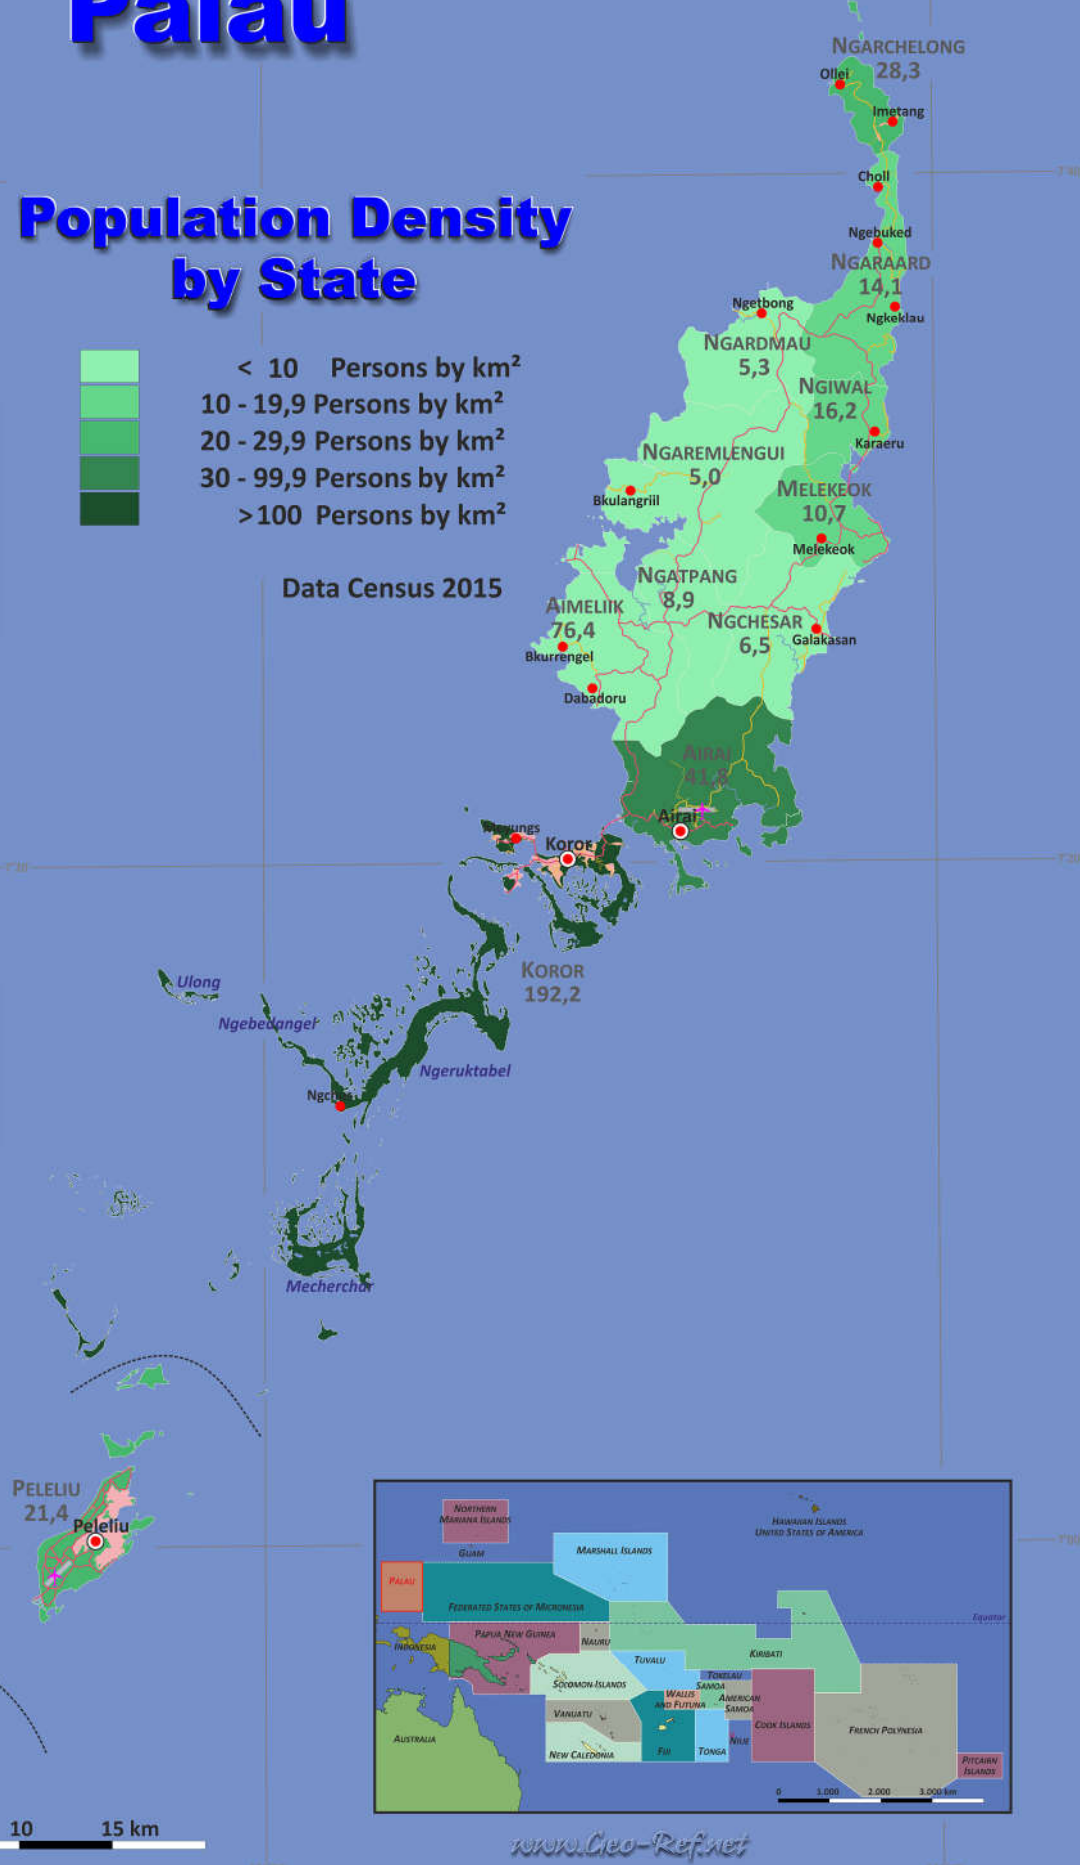 Palau
Population Density
by State
< 10 Persons by km²
10 - 19,9 Persons by km²
20 - 29,9 Persons by km²
30 - 99,9 Persons by km²
>100 Persons by km²
Data Census 2015
NGARCHELONG
28,3
Ollei
Imetang
Choll
Ngebuked
NGARAARD
14,1
Ngkeklau
Ngetbong
NGARDMAU
5,3
NGIWAL
16,2
Karaeru
NGAREMLENGUI
5,0
Bkulangriil
MELEKEOK
10,7
Melekeok
NGATPANG
8,9
AIMELIIK
76,4
Bkurrengel
NGCHESAR
6,5
Galakasan
Dabadoru
AIRAI
41,8
Airai
Koror
KOROR
192,2
Ulong
Ngebedangel
Ngeruktabel
Mecherchar
PELELIU
21,4
Peleliu
NORTHERN
MARIANA ISLANDS
GUAM
HAWAIIAN ISLANDS
UNITED STATES OF AMERICA
MARSHALL ISLANDS
PALAU
FEDERATED STATES OF MICRONESIA
Equator
PAPUA NEW GUINEA
INDONESIA
NAURU
KIRIBATI
TUVALU
TOKELAU
SOLOMON ISLANDS
SAMOA
WALLIS
AND FUTUNA
AMERICAN
SAMOA
VANUATU
COOK ISLANDS
FRENCH POLYNESIA
AUSTRALIA
NIUE
NEW CALEDONIA
FIJI
TONGA
PITCAIRN
ISLANDS
0 1.000 2.000 3.000 km
10 15 km
www.Geo-Ref.net